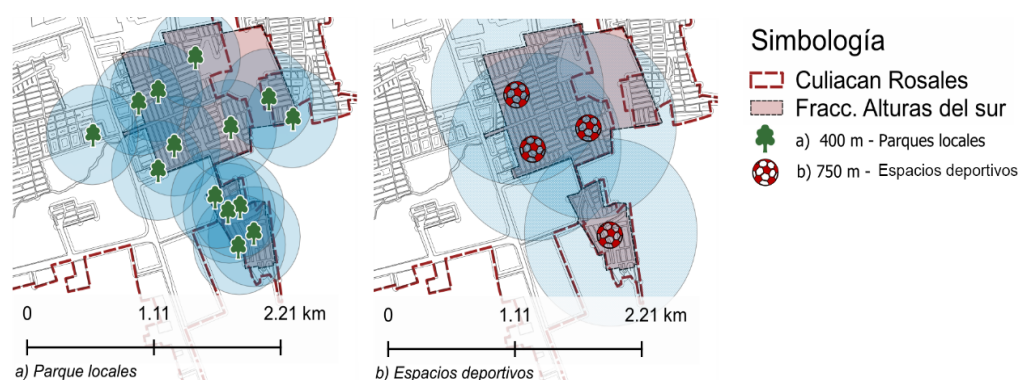 Simbología
Culiacan Rosales
Fracc. Alturas del sur
a) 400 m - Parques locales
b) 750 m - Espacios deportivos
0 1.11 2.21 km
a) Parque locales
0 1.11 2.21 km
b) Espacios deportivos